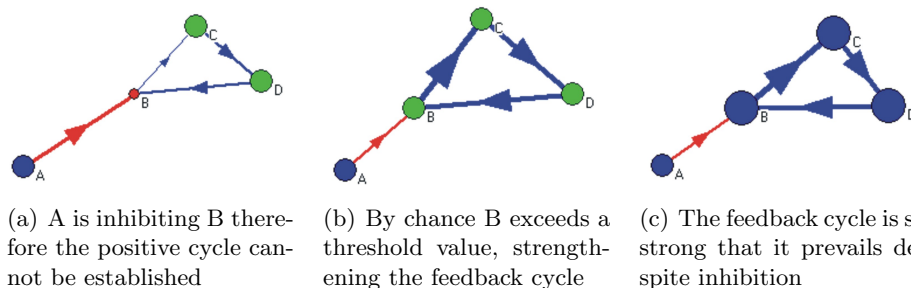 C
D
B
A
C
D
B
A
C
D
B
A
(a) A is inhibiting B there-
fore the positive cycle can-
not be established
(b) By chance B exceeds a
threshold value, strength-
ening the feedback cycle
(c) The feedback cycle is s
strong that it prevails de
spite inhibition